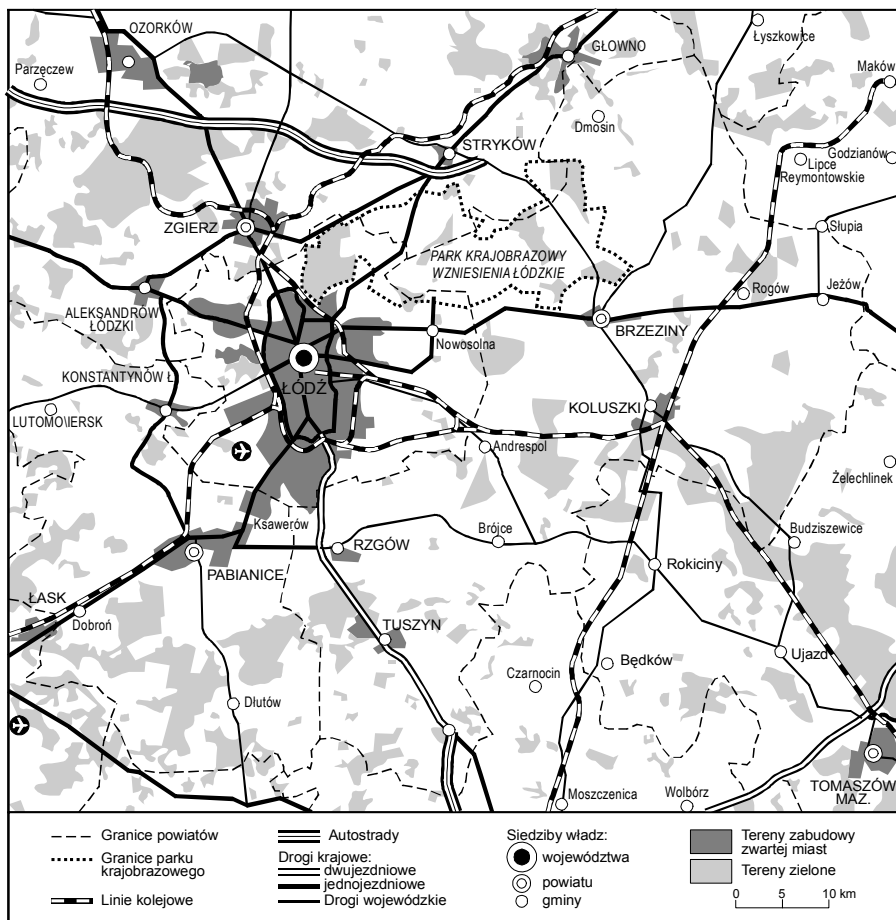 OZORKÓW
Parzęczew
GŁOWNO
Łyszkowice
Maków
Dmosin
STRYKÓW
Godzianów
Lipce
Reymontowskie
ZGIERZ
Słupia
PARK KRAJOBRAZOWY
WZNIESIENIA ŁÓDZKIE
ALEKSANDRÓW
ŁÓDZKI
Rogów
Jeżów
Nowosolna
BRZEZINY
KONSTANTYNÓW Ł
ŁÓDŹ
LUTOMO\IERSK
KOLUSZKI
Andrespol
Żelechlinek
Ksawerów
Brójce
Budziszewice
RZGÓW
PABIANICE
Rokiciny
ŁASK
Dobroń
TUSZYN
Ujazd
Będków
Czarnocin
Dłutów
TOMASZÓW
MAZ.
Moszczenica
Wolbórz
Granice powiatów
Granice parku
krajobrazowego
Linie kolejowe
Autostrady
Drogi krajowe:
dwujezdniowe
jednojezdniowe
Drogi wojewódzkie
Siedziby władz:
województwa
powiatu
gminy
Tereny zabudowy
zwartej miast
Tereny zielone
0 5 10 km